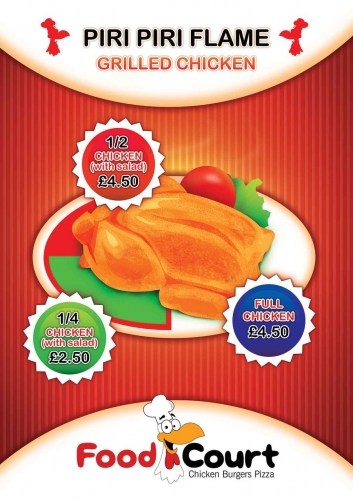 PIRI PIRI FLAME
GRILLED CHICKEN
1/2
CHICKEN
(with salad)
£4.50
1/4
CHICKEN
(with salad)
£2.50
FULL
CHICKEN
£4.50
Food Court
Chicken Burgers Pizza